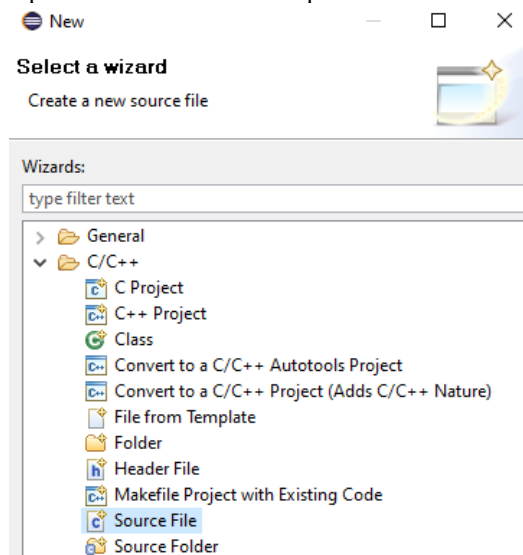 New
Select a wizard
Create a new source file
Wizards:
type filter text
General
C/C++
C Project
C++ Project
Class
Convert to a C/C++ Autotools Project
Convert to a C/C++ Project (Adds C/C++ Nature)
File from Template
Folder
Header File
Makefile Project with Existing Code
Source File
Source Folder